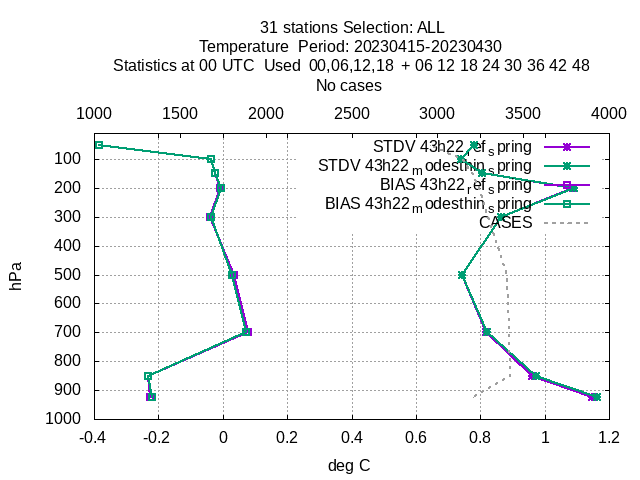 31 stations Selection: ALL
Temperature  Period: 20230415-20230430
Statistics at 00 UTC  Used  00,06,12,18  + 06 12 18 24 30 36 42 48
No cases
1000 1500 2000 2500 3000 3500 4000
STDV 43h22_ref_spring
STDV 43h22_modesthin_spring
BIAS 43h22_ref_spring
BIAS 43h22_modesthin_spring
CASES
hPa
100
200
300
400
500
600
700
800
900
1000
-0.4 -0.2 0 0.2 0.4 0.6 0.8 1 1.2
deg C